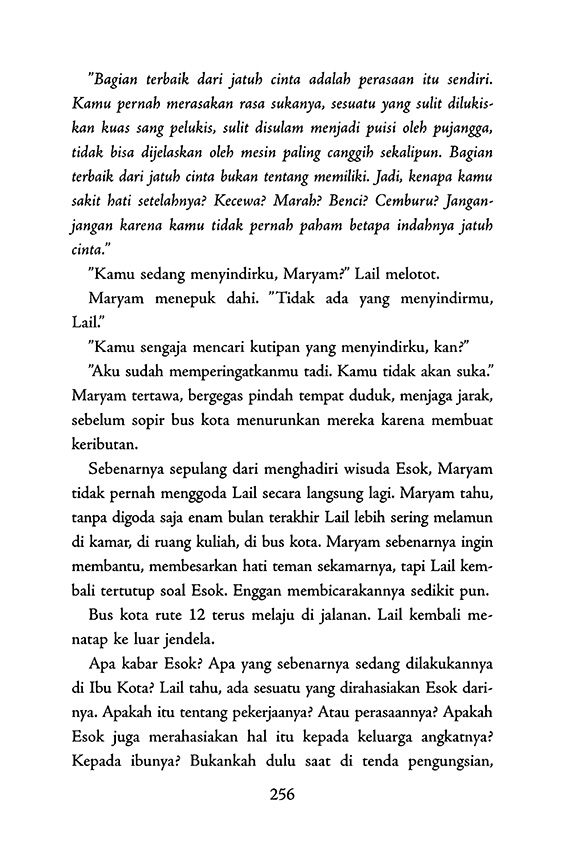 "Bagian terbaik dari jatuh cinta adalah perasaan itu sendiri.
Kamu pernah merasakan rasa sukanya, sesuatu yang sulit dilukis-
kan kuas sang pelukis, sulit disulam menjadi puisi oleh pujangga,
tidak bisa dijelaskan oleh mesin paling canggih sekalipun. Bagian
terbaik dari jatuh cinta bukan tentang memiliki. Jadi, kenapa kamu
sakit hati setelahnya? Kecewa? Marah? Benci? Cemburu? Jangan-
jangan karena kamu tidak pernah paham betapa indahnya jatuh
cinta."
"Kamu sedang menyindirku, Maryam?" Lail melotot.
Maryam menepuk dahi. "Tidak ada yang menyindirmu,
Lail."
"Kamu sengaja mencari kutipan yang menyindirku, kan?"
"Aku sudah memperingatkanmu tadi. Kamu tidak akan suka."
Maryam tertawa, bergegas pindah tempat duduk, menjaga jarak,
sebelum sopir bus kota menurunkan mereka karena membuat
keributan.
Sebenarnya sepulang dari menghadiri wisuda Esok, Maryam
tidak pernah menggoda Lail secara langsung lagi. Maryam tahu,
tanpa digoda saja enam bulan terakhir Lail lebih sering melamun
di kamar, di ruang kuliah, di bus kota. Maryam sebenarnya ingin
membantu, membesarkan hati teman sekamarnya, tapi Lail kem-
bali tertutup soal Esok. Enggan membicarakannya sedikit pun.
Bus kota rute 12 terus melaju di jalanan. Lail kembali me-
natap ke luar jendela.
Apa kabar Esok? Apa yang sebenarnya sedang dilakukannya
di Ibu Kota? Lail tahu, ada sesuatu yang dirahasiakan Esok dari-
nya. Apakah itu tentang pekerjaanya? Atau perasaannya? Apakah
Esok juga merahasiakan hal itu kepada keluarga angkatnya?
Kepada ibunya? Bukankah dulu saat di tenda pengungsian,
256